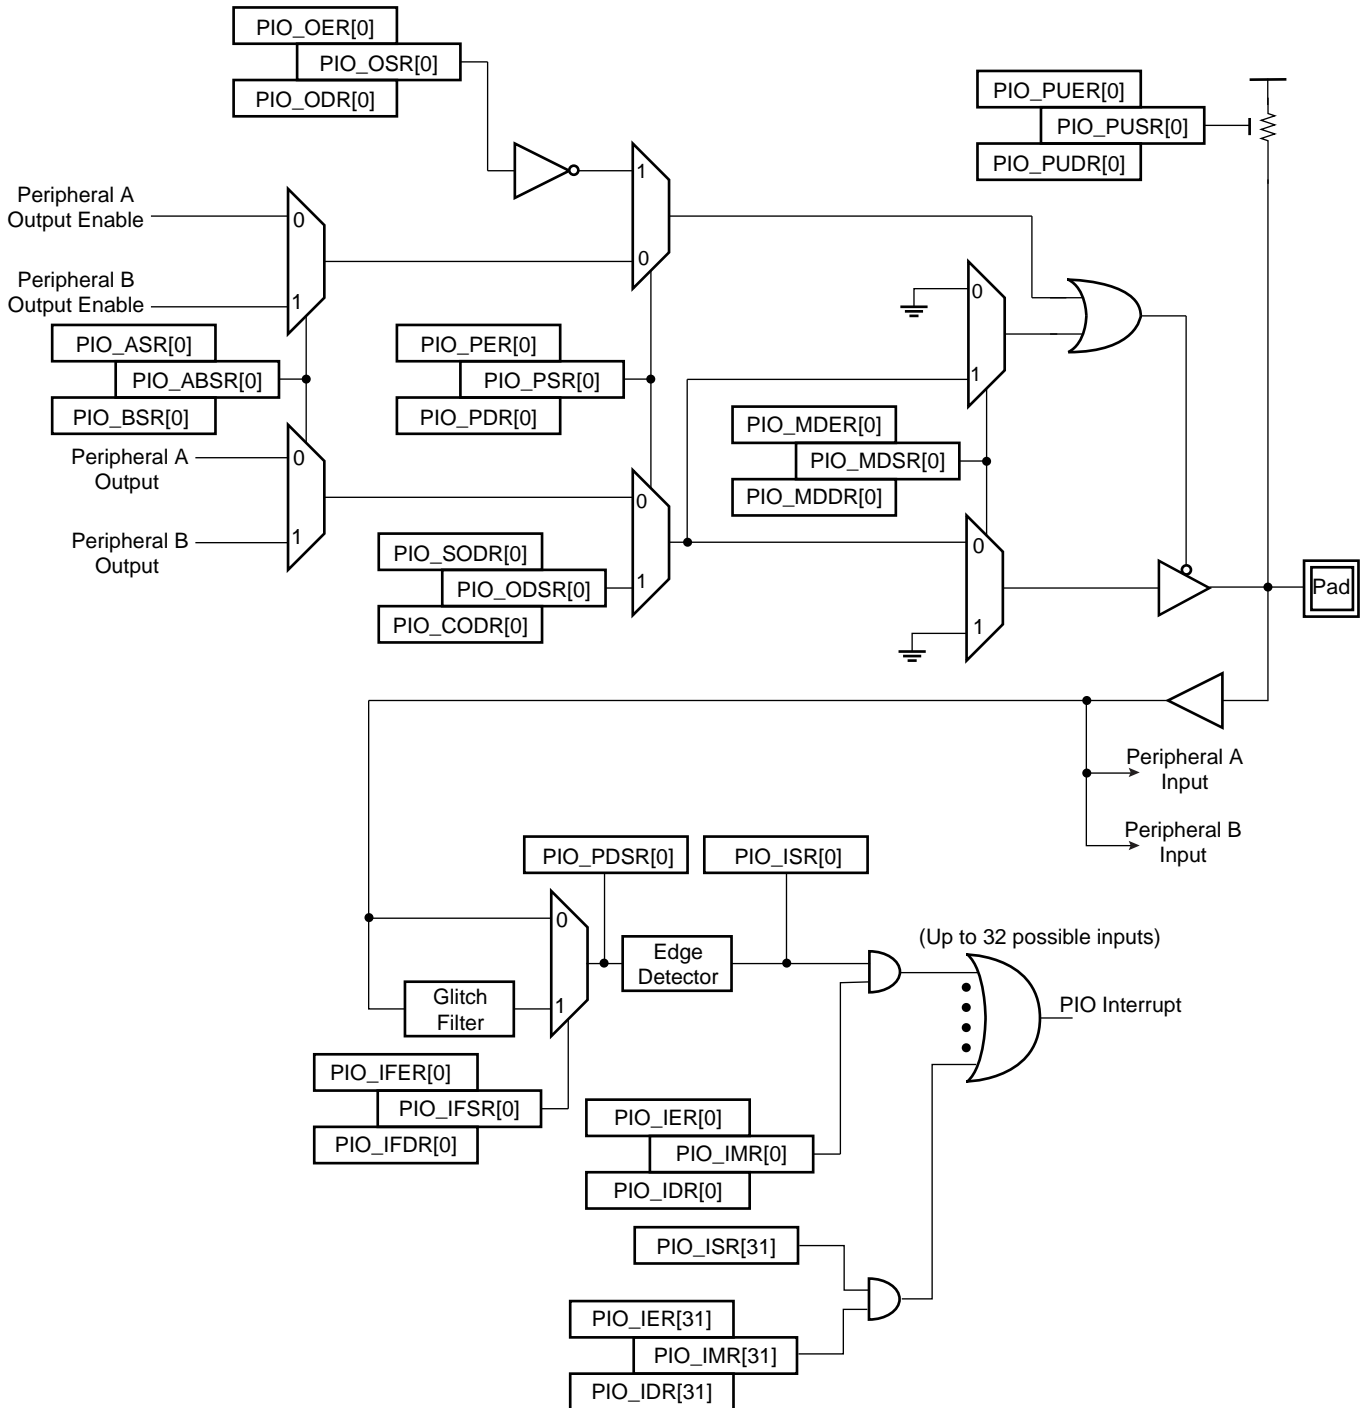 PIO_OER[0]
PIO_OSR[0]
PIO_ODR[0]
PIO_PUER[0]
PIO_PUSR[0]
PIO_PUDR[0]
1
0
Peripheral A
Output Enable
0
Peripheral B
Output Enable
1
PIO_ASR[0]
PIO_ABSR[0]
PIO_BSR[0]
PIO_PER[0]
PIO_PSR[0]
PIO_PDR[0]
0
1
PIO_MDER[0]
PIO_MDSR[0]
PIO_MDDR[0]
Peripheral A
Output
0
Peripheral B
Output
1
0
1
PIO_SODR[0]
PIO_ODSR[0]
PIO_CODR[0]
0
1
Pad
Peripheral A
Input
Peripheral B
Input
PIO_PDSR[0]
PIO_ISR[0]
0
1
Glitch
Filter
Edge
Detector
(Up to 32 possible inputs)
PIO Interrupt
PIO_IFER[0]
PIO_IFSR[0]
PIO_IFDR[0]
PIO_IER[0]
PIO_IMR[0]
PIO_IDR[0]
PIO_ISR[31]
PIO_IER[31]
PIO_IMR[31]
PIO_IDR[31]